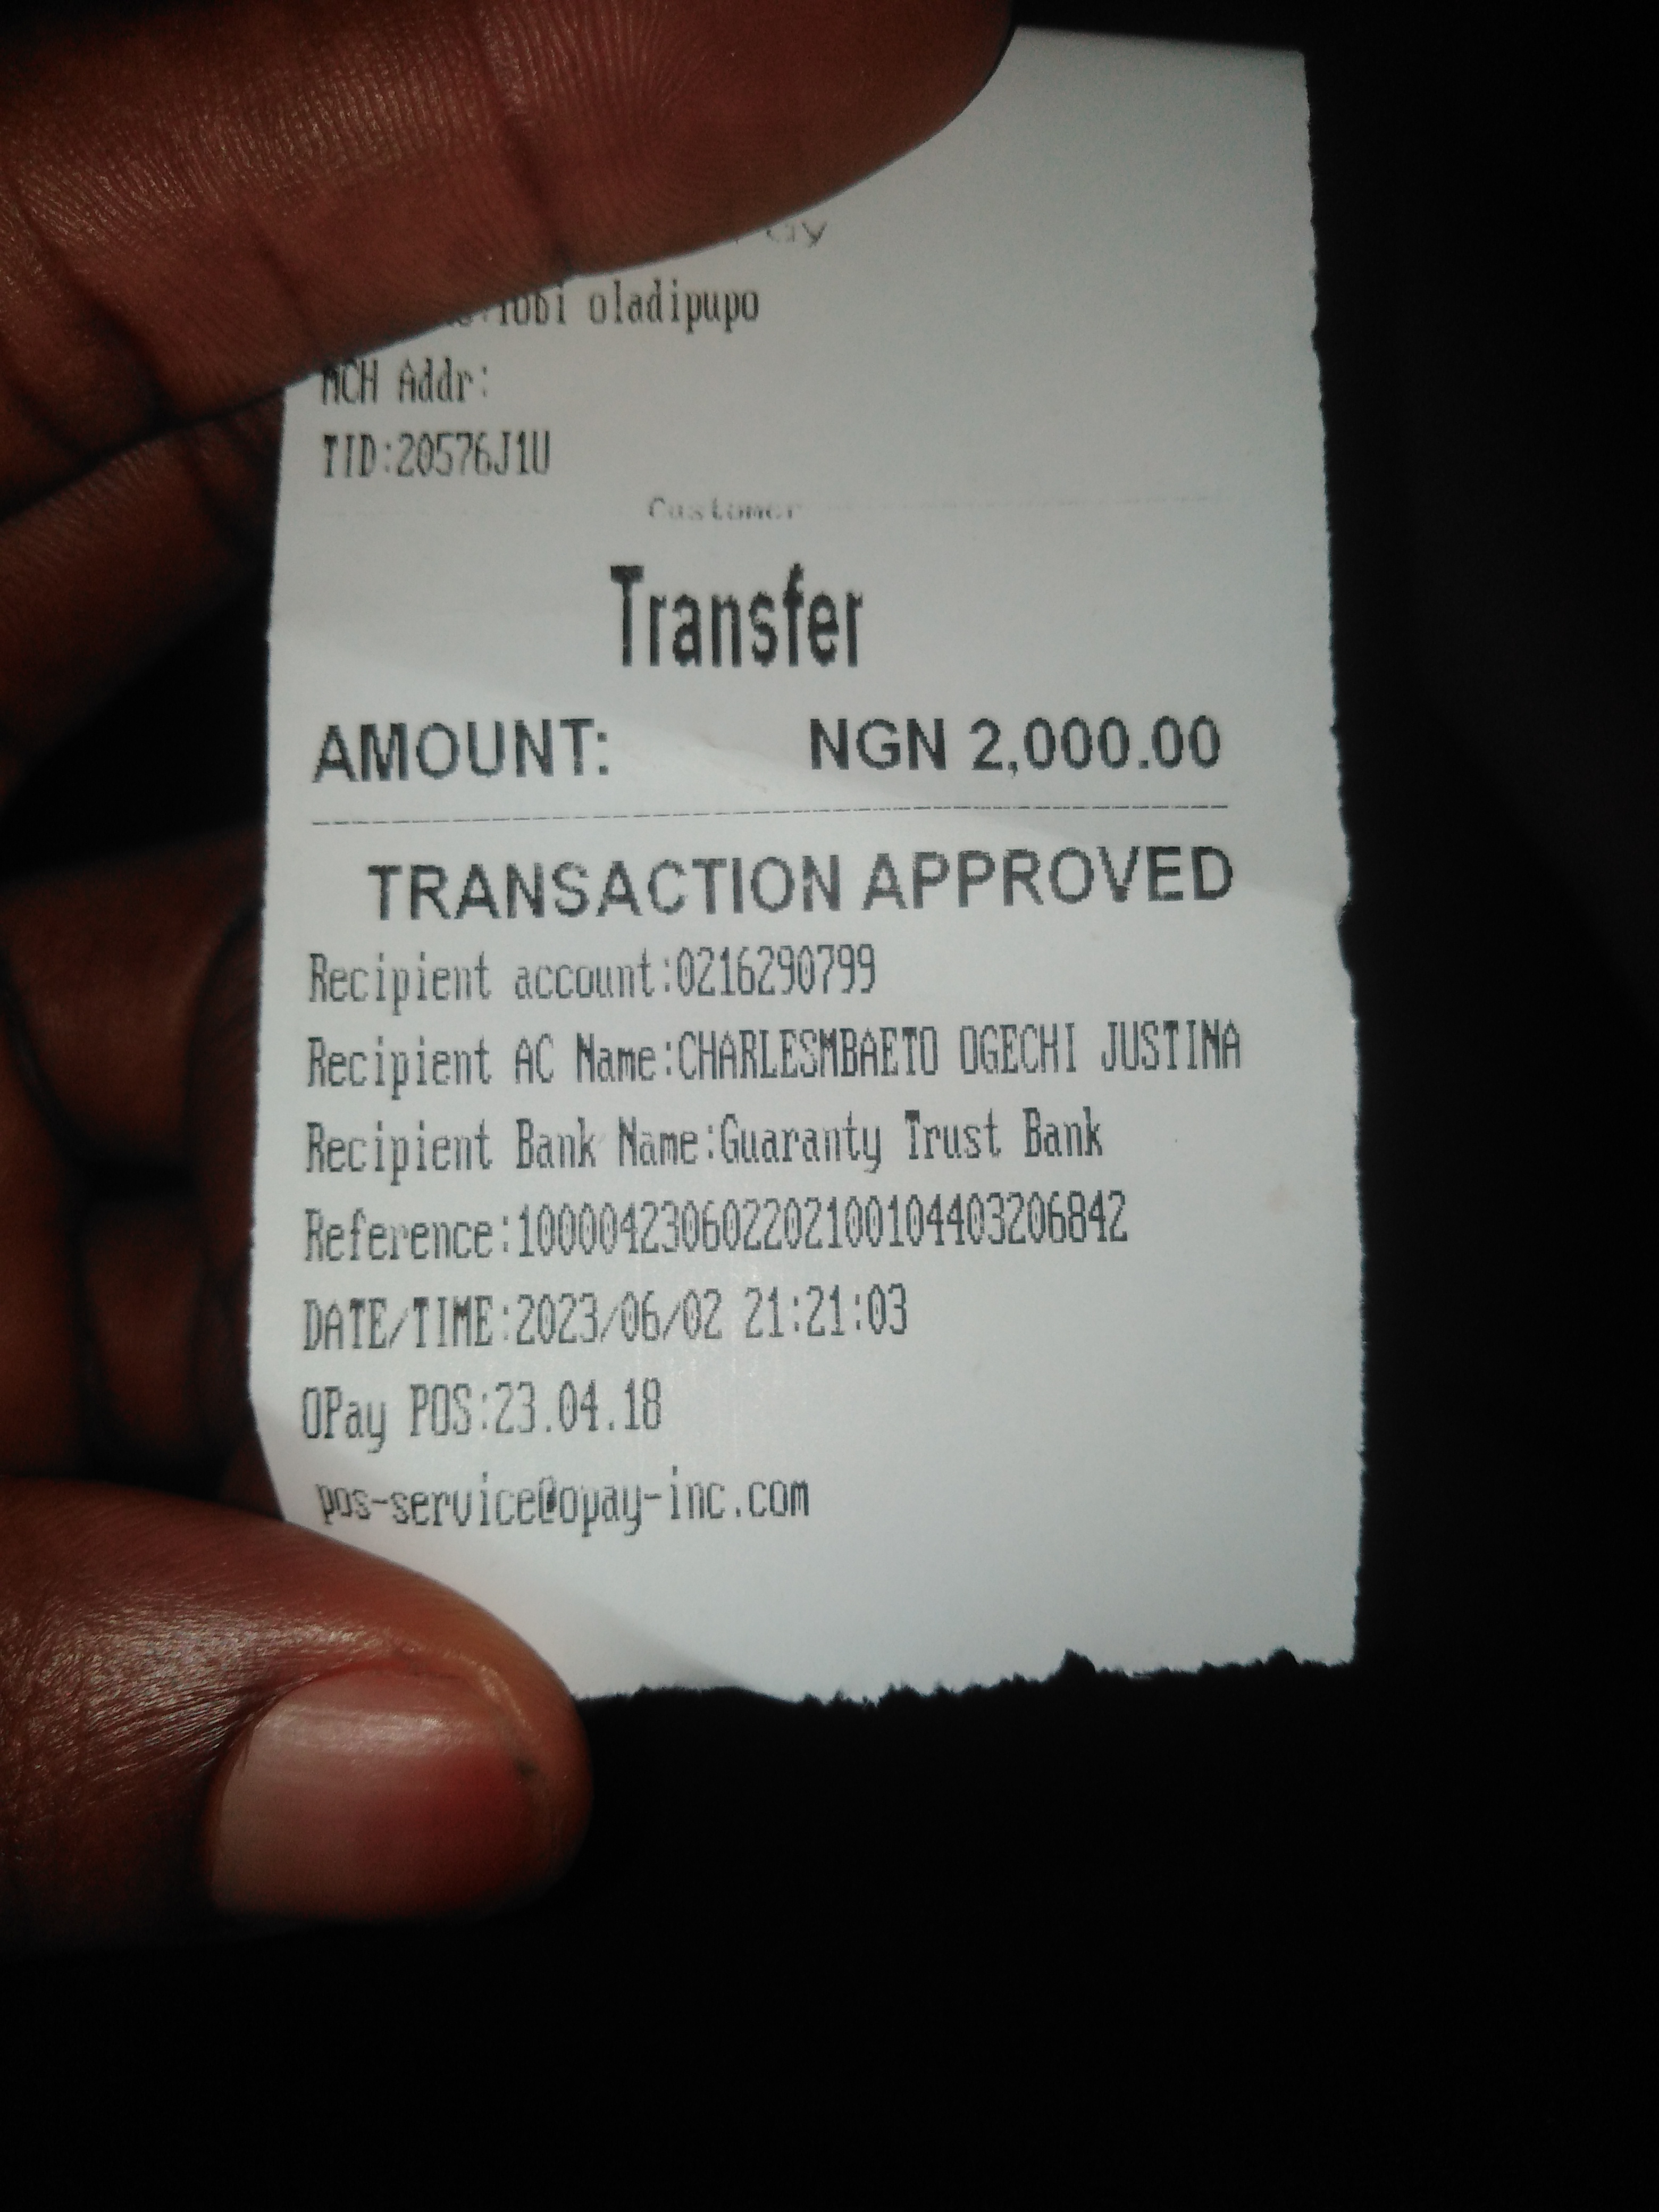 oladipupo
MCH Addr:
TID:20576J1U
Customer
Transfer
AMOUNT: NGN 2,000.00
TRANSACTION APPROVED
Recipient account:0216290799
Recipient AC Name:CHARLESMBAETO OGECHI JUSTINA
Recipient Bank Name:Guaranty Trust Bank
Reference:100004230602202100104403206842
DATE/TIME:2023/06/02 21:21:03
OPay POS:23.04.18
pos-service@opay-inc.com